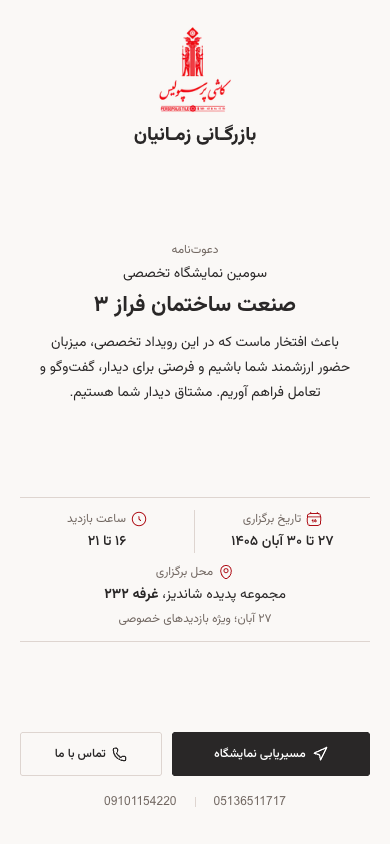 کاشی پرسپولیس
PERSEPOLIS TILE
بازرگـانی زمـانیان
دعوت‌نامه
سومین نمایشگاه تخصصی
صنعت ساختمان فراز ۳
باعث افتخار ماست که در این رویداد تخصصی، میزبان
حضور ارزشمند شما باشیم و فرصتی برای دیدار، گفت‌وگو و
تعامل فراهم آوریم. مشتاق دیدار شما هستیم.
تاریخ برگزاری
۲۷ تا ۳۰ آبان ۱۴۰۵
ساعت بازدید
۱۶ تا ۲۱
محل برگزاری
مجموعه پدیده شاندیز، غرفه ۲۳۲
۲۷ آبان؛ ویژه بازدیدهای خصوصی
مسیریابی نمایشگاه
تماس با ما
05136511717
09101154220